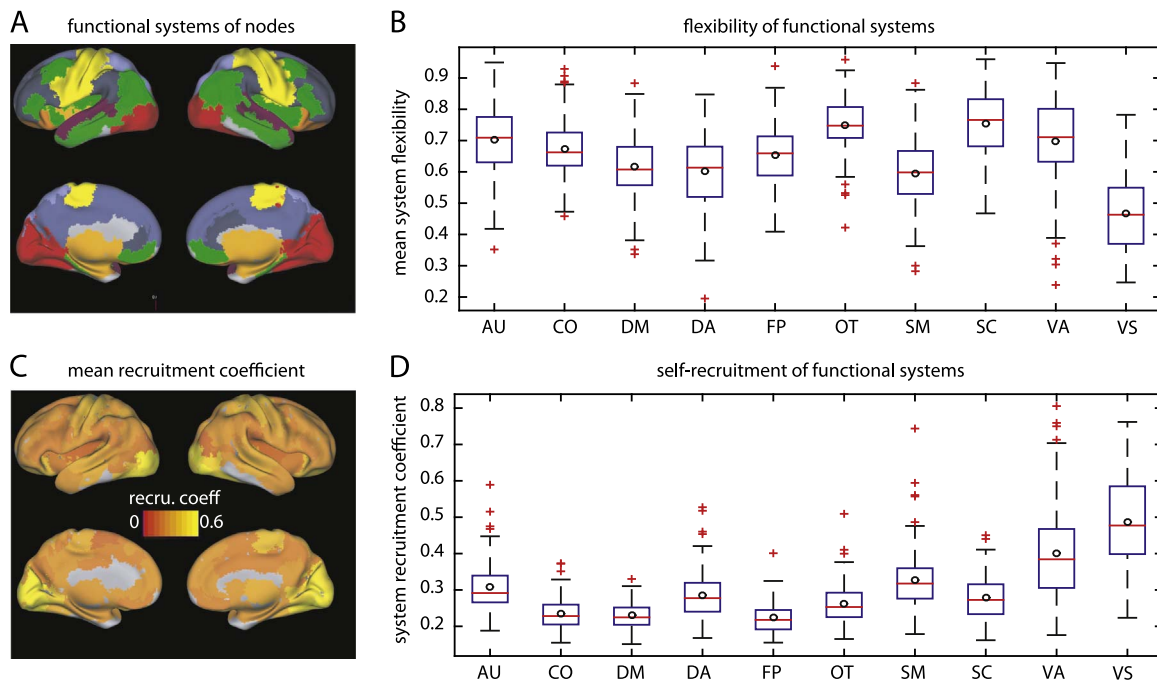 A functional systems of nodes
B flexibility of functional systems
mean system flexibility
0.9
0.8
0.7
0.6
0.5
0.4
0.3
0.2
AU CO DM DA FP OT SM SC VA VS
C mean recruitment coefficient
recru. coeff
0 0.6
D self-recruitment of functional systems
system recruitment coefficient
0.8
0.7
0.6
0.5
0.4
0.3
0.2
AU CO DM DA FP OT SM SC VA VS